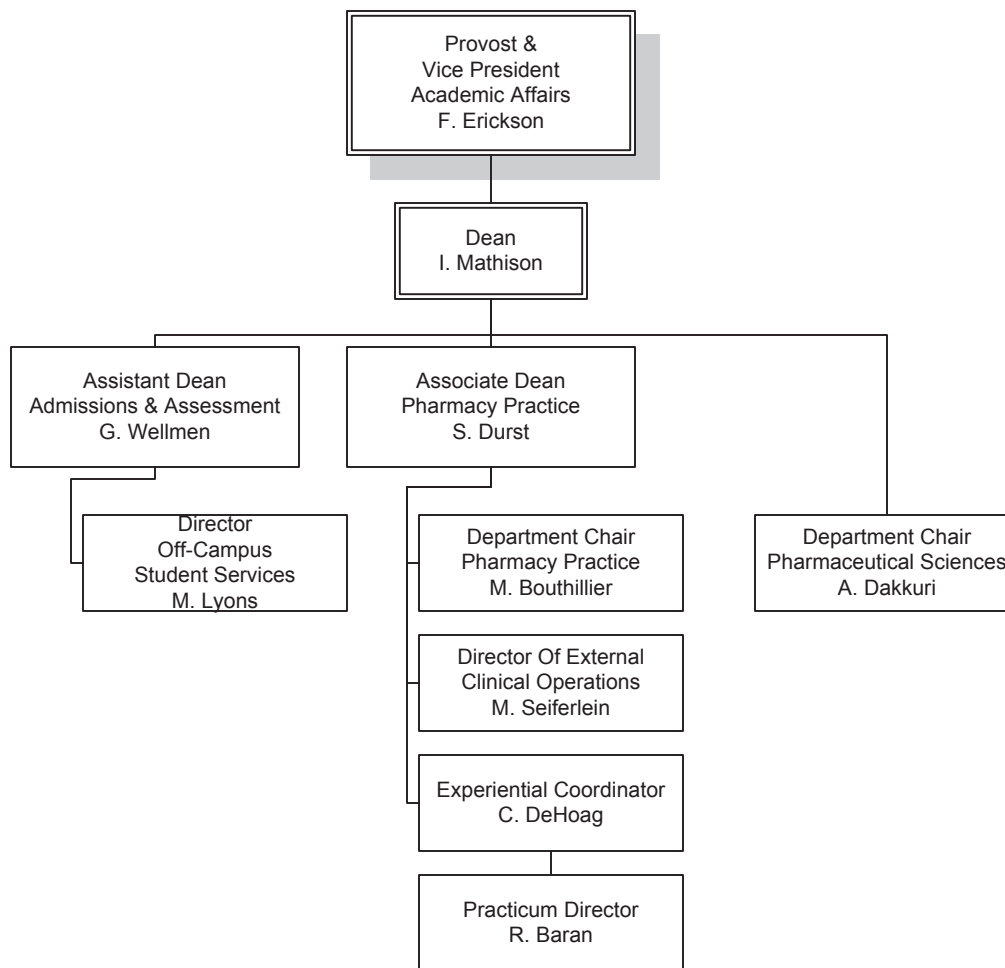 Provost &
Vice President
Academic Affairs
F. Erickson
Dean
I. Mathison
Assistant Dean
Admissions & Assessment
G. Wellmen
Associate Dean
Pharmacy Practice
S. Durst
Director
Off-Campus
Student Services
M. Lyons
Department Chair
Pharmacy Practice
M. Bouthillier
Department Chair
Pharmaceutical Sciences
A. Dakkuri
Director Of External
Clinical Operations
M. Seiferlein
Experiential Coordinator
C. DeHoag
Practicum Director
R. Baran